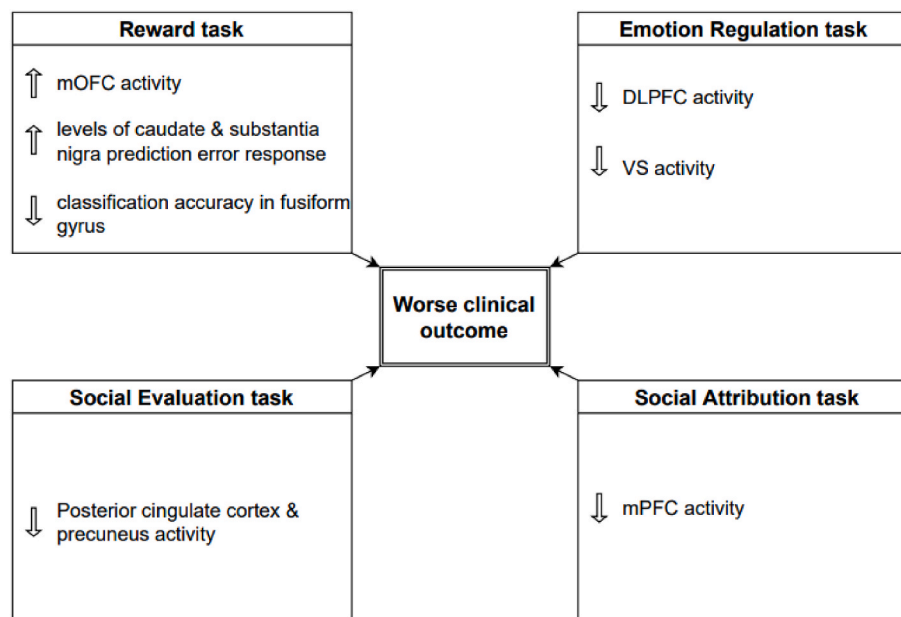 Reward task
⇧ mOFC activity
⇧ levels of caudate & substantia
nigra prediction error response
⇩ classification accuracy in fusiform
gyrus
Emotion Regulation task
⇩ DLPFC activity
⇩ VS activity
Worse clinical
outcome
Social Evaluation task
⇩ Posterior cingulate cortex &
precuneus activity
Social Attribution task
⇩ mPFC activity